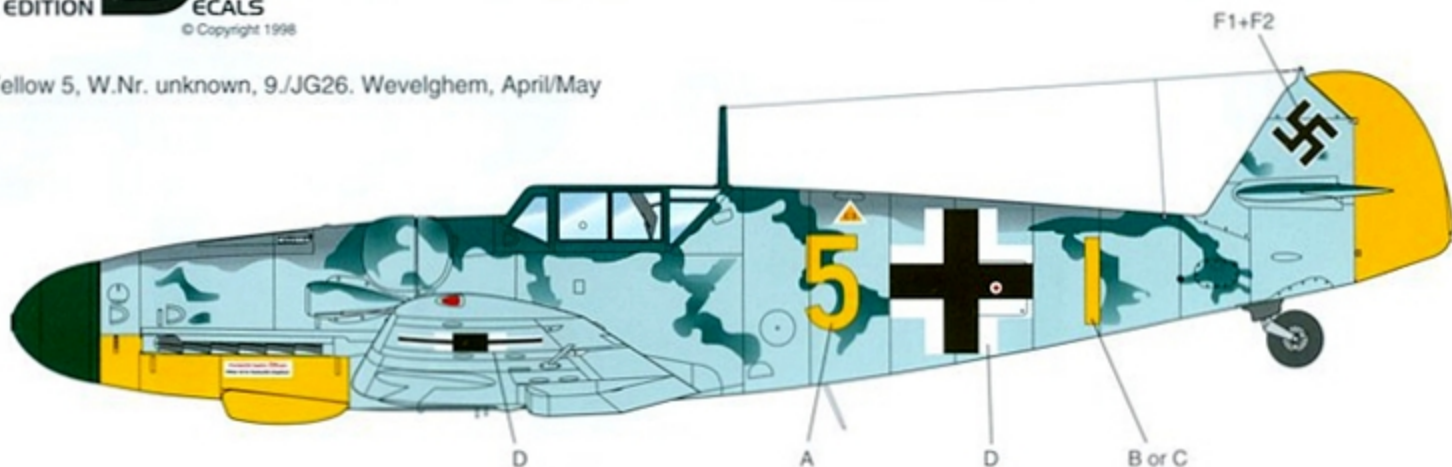 EDITION ECALS
© Copyright 1998
F1+F2
ellow 5, W.Nr. unknown, 9./JG26. Wevelghem, April/May
5
D
A
D
B or C